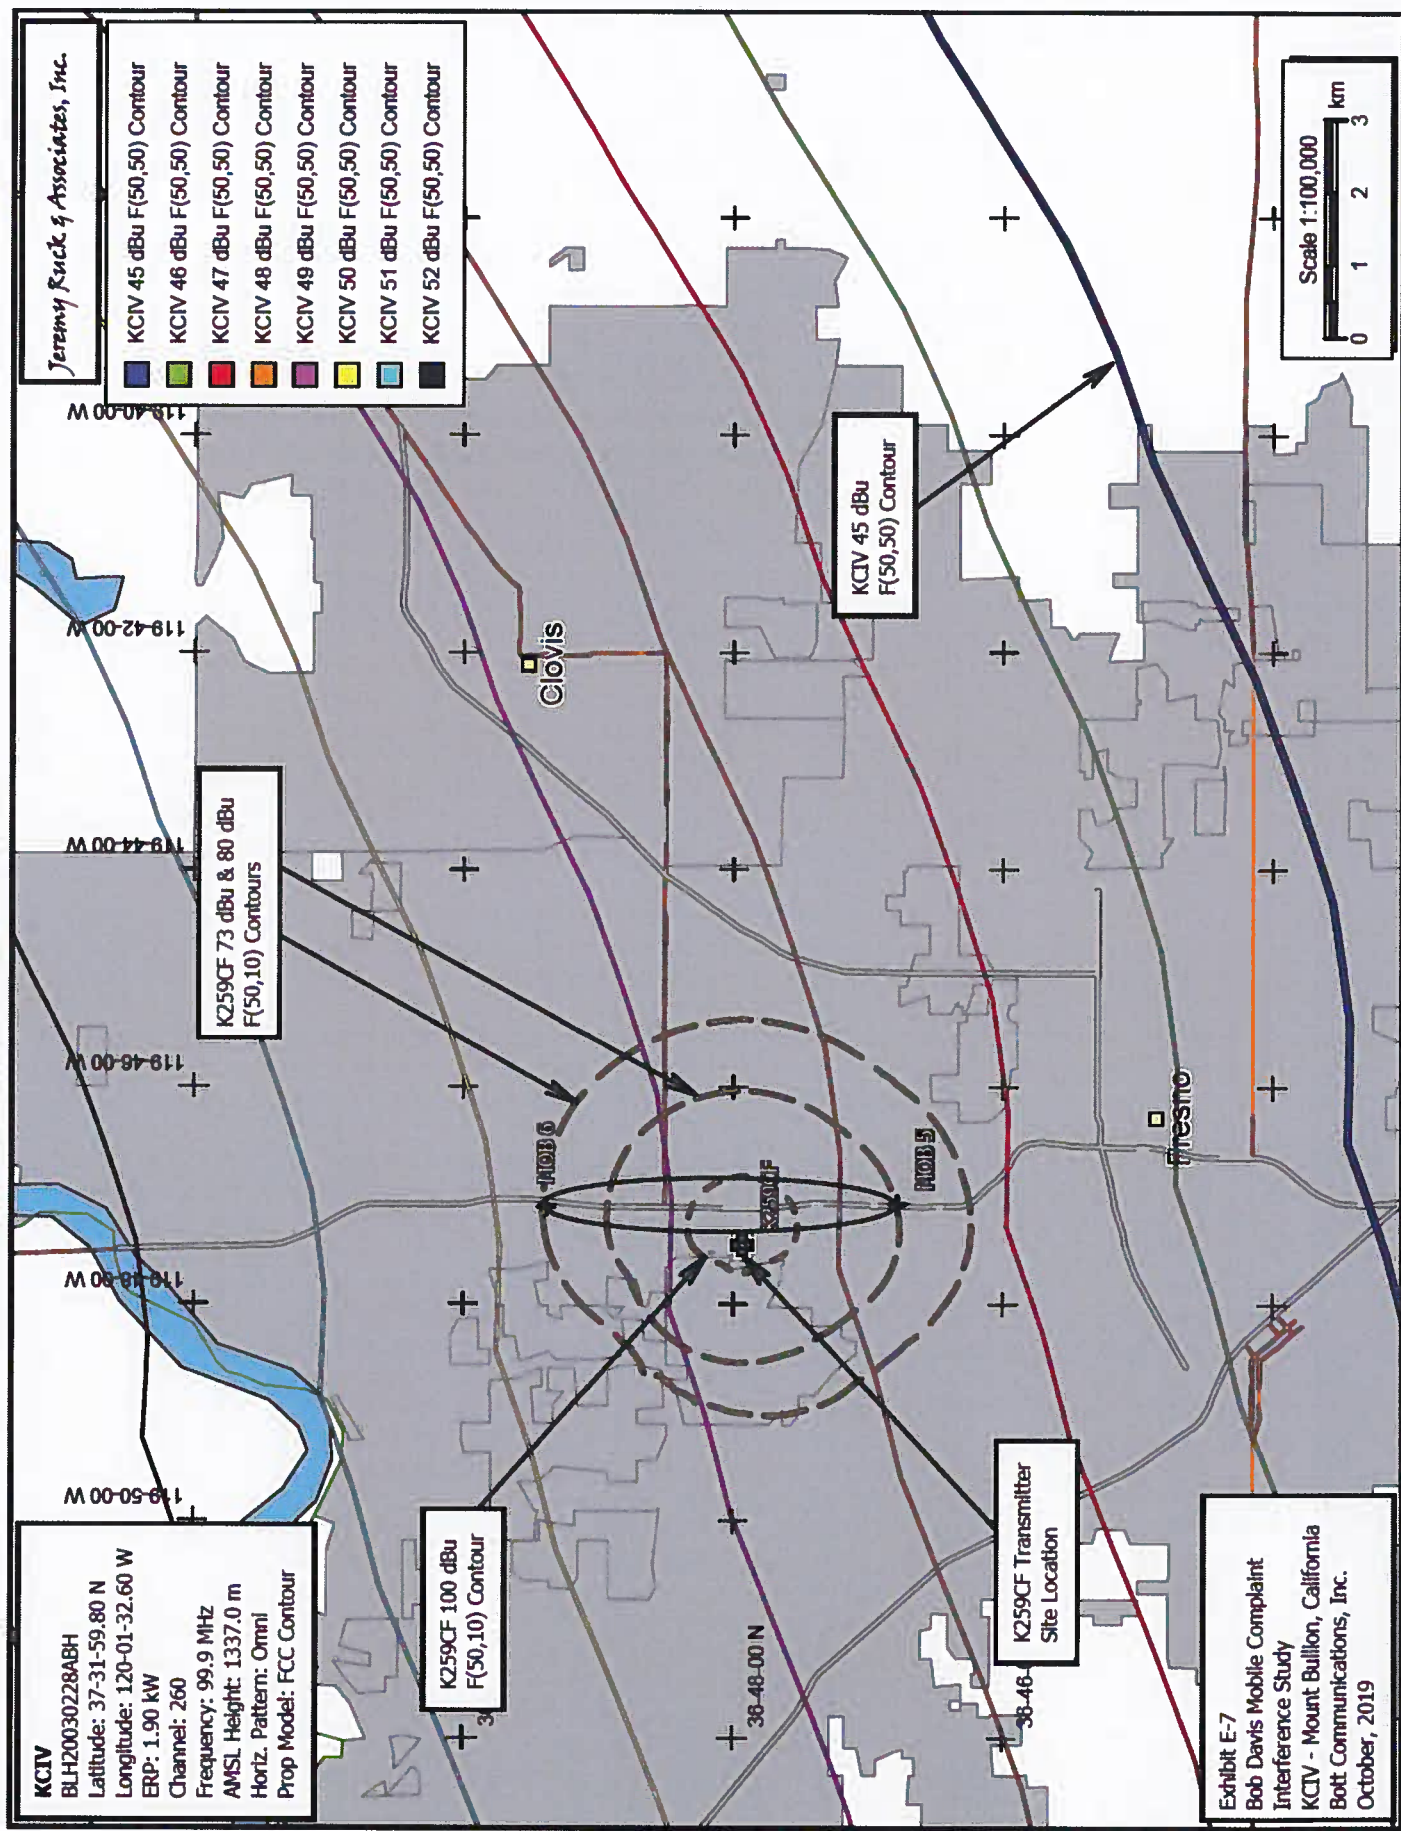 KCIV
BLH20030228ABH
Latitude: 37-31-59.80 N
Longitude: 120-01-32.60 W
ERP: 1.90 kW
Channel: 260
Frequency: 99.9 MHz
AMSL Height: 1337.0 m
Horiz. Pattern: Omni
Prop Model: FCC Contour
119-50-00 W
119-48-00 W
119-46-00 W
119-44-00 W
119-42-00 W
119-40-00 W
Jeremy Ruck & Associates, Inc.
KCIV 45 dBu F(50,50) Contour
KCIV 46 dBu F(50,50) Contour
KCIV 47 dBu F(50,50) Contour
KCIV 48 dBu F(50,50) Contour
KCIV 49 dBu F(50,50) Contour
KCIV 50 dBu F(50,50) Contour
KCIV 51 dBu F(50,50) Contour
KCIV 52 dBu F(50,50) Contour
K259CF 73 dBu & 80 dBu
F(50,10) Contours
K259CF 100 dBu
F(50,10) Contour
Clovis
MOB 6
K259CF
MOB 5
36-48-00 N
KCIV 45 dBu
F(50,50) Contour
K259CF Transmitter
Site Location
Fresno
Exhibit E-7
Bob Davis Mobile Complaint
Interference Study
KCIV - Mount Bullion, California
Bott Communications, Inc.
October, 2019
Scale 1:100,000
0 1 2 3
km